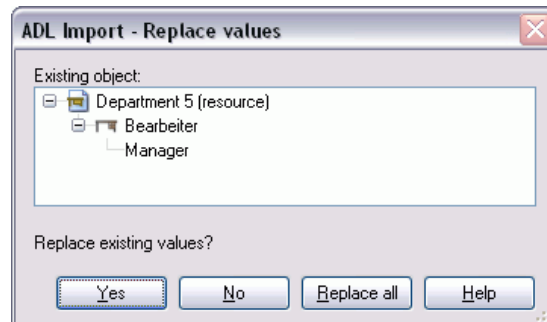 ADL Import - Replace values
Existing object:
Department 5 (resource)
Bearbeiter
Manager
Replace existing values?
Yes No Replace all Help